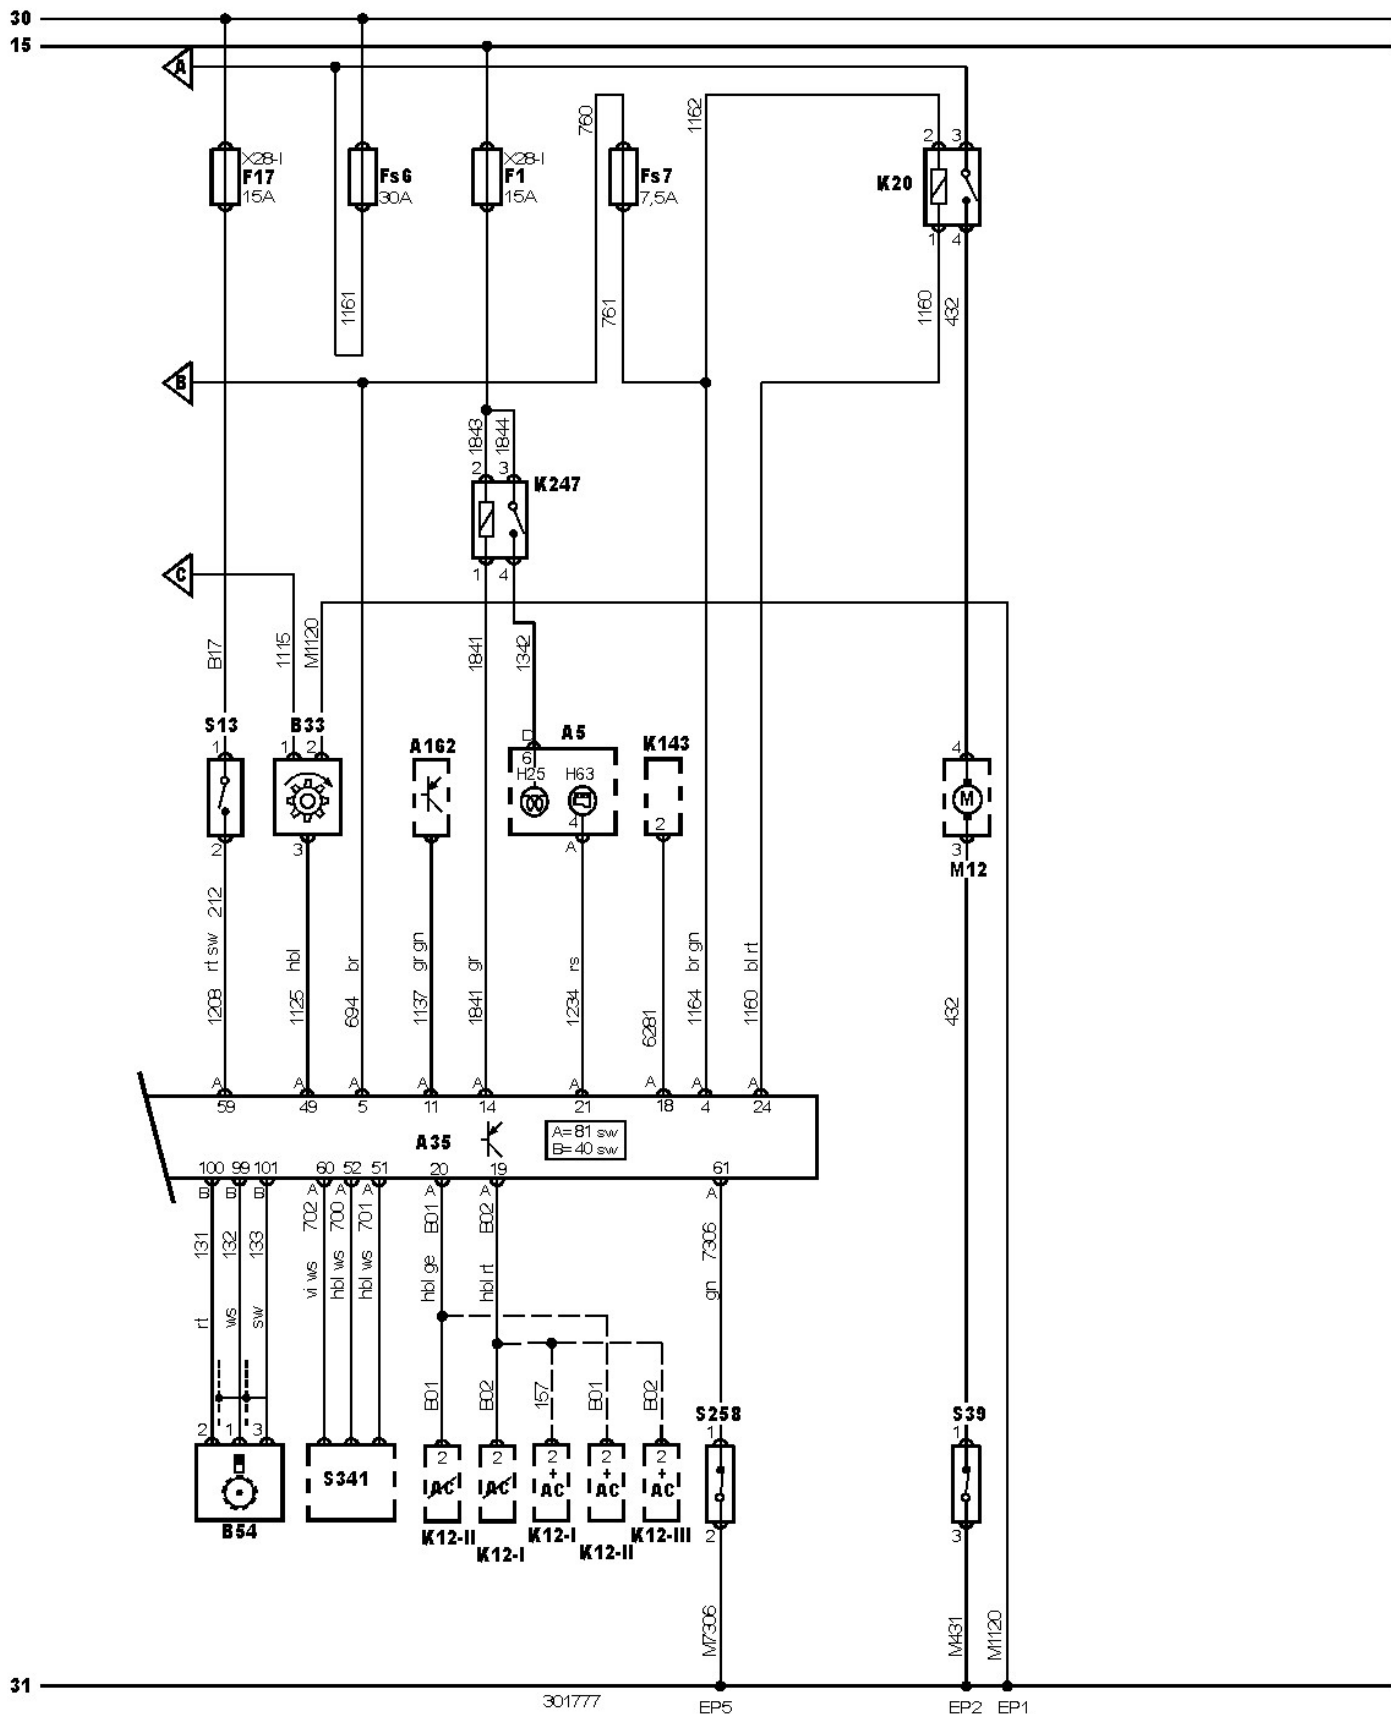 30
15
A
1162
760
2 3
X28-I
F17
15A
Fs6
30A
X28-I
F1
15A
Fs7
7,5A
K20
1 4
1161
761
1160
432
B
1843
1844
2 3
K247
1 4
C
B17
1115
M1120
1841
1342
S13
B33
A162
A5
K143
1
1 2
D
6
4
H25
H63
2
M
4
A
2
3
3
M12
212
rt sw
hbl
br
gr gn
gr
rs
br gn
bl rt
1208
1125
694
1137
1841
1234
6281
1164
1160
432
A A A A A A A A A
59 49 5 11 14 21 18 4 24
A35
A=81 sw
B=40 sw
100 99 101 60 52 51 20 19 61
B B B A A A A A A
131
132
133
702
700
701
B01
B02
7306
rt
ws
sw
vi ws
hbl ws
hbl ws
hbl ge
hbl rt
gn
B01
B02
157
B01
B02
S258
S39
2 1 3
1
1
2 2 2 2 2
+ + +
S341
AC AC AC AC AC
B54
K12-II
K12-I
K12-I
K12-II
K12-III
2
3
M7306
M431
M1120
31
301777
EP5
EP2
EP1